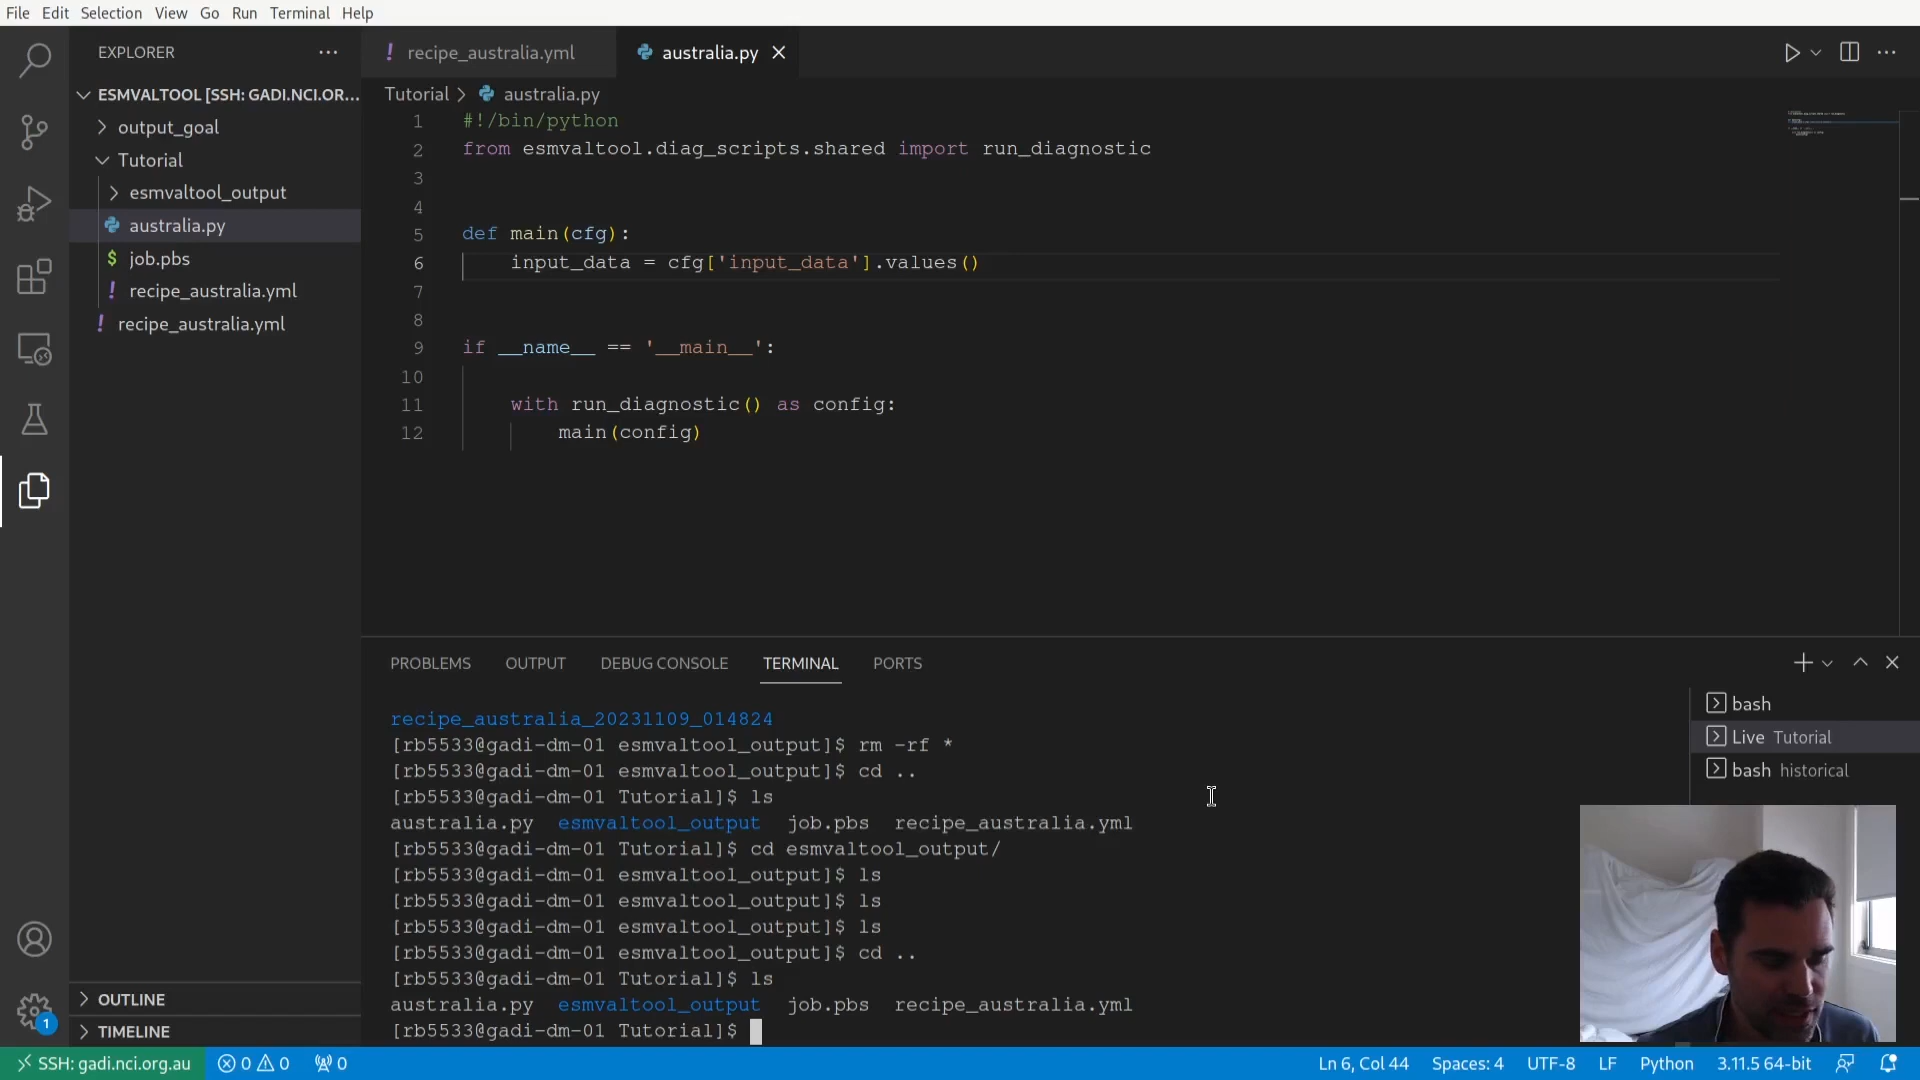 File Edit Selection View Go Run Terminal Help
EXPLORER
ESMVALTOOL [SSH: GADI.NCI.OR...
output_goal
Tutorial
esmvaltool_output
australia.py
job.pbs
recipe_australia.yml
recipe_australia.yml
OUTLINE
TIMELINE
recipe_australia.yml
australia.py
Tutorial > australia.py
1 #!/bin/python
2 from esmvaltool.diag_scripts.shared import run_diagnostic
3
4
5 def main(cfg):
6 input_data = cfg['input_data'].values()
7
8
9 if __name__ == '__main__':
10
11 with run_diagnostic() as config:
12 main(config)
PROBLEMS OUTPUT DEBUG CONSOLE TERMINAL PORTS
recipe_australia_20231109_014824
[rb5533@gadi-dm-01 esmvaltool_output]$ rm -rf *
[rb5533@gadi-dm-01 esmvaltool_output]$ cd ..
[rb5533@gadi-dm-01 Tutorial]$ ls
australia.py esmvaltool_output job.pbs recipe_australia.yml
[rb5533@gadi-dm-01 Tutorial]$ cd esmvaltool_output/
[rb5533@gadi-dm-01 esmvaltool_output]$ ls
[rb5533@gadi-dm-01 esmvaltool_output]$ ls
[rb5533@gadi-dm-01 esmvaltool_output]$ ls
[rb5533@gadi-dm-01 esmvaltool_output]$ cd ..
[rb5533@gadi-dm-01 Tutorial]$ ls
australia.py esmvaltool_output job.pbs recipe_australia.yml
[rb5533@gadi-dm-01 Tutorial]$
bash
Live Tutorial
bash historical
1
SSH: gadi.nci.org.au 0 0 0 Ln 6, Col 44 Spaces: 4 UTF-8 LF Python 3.11.5 64-bit